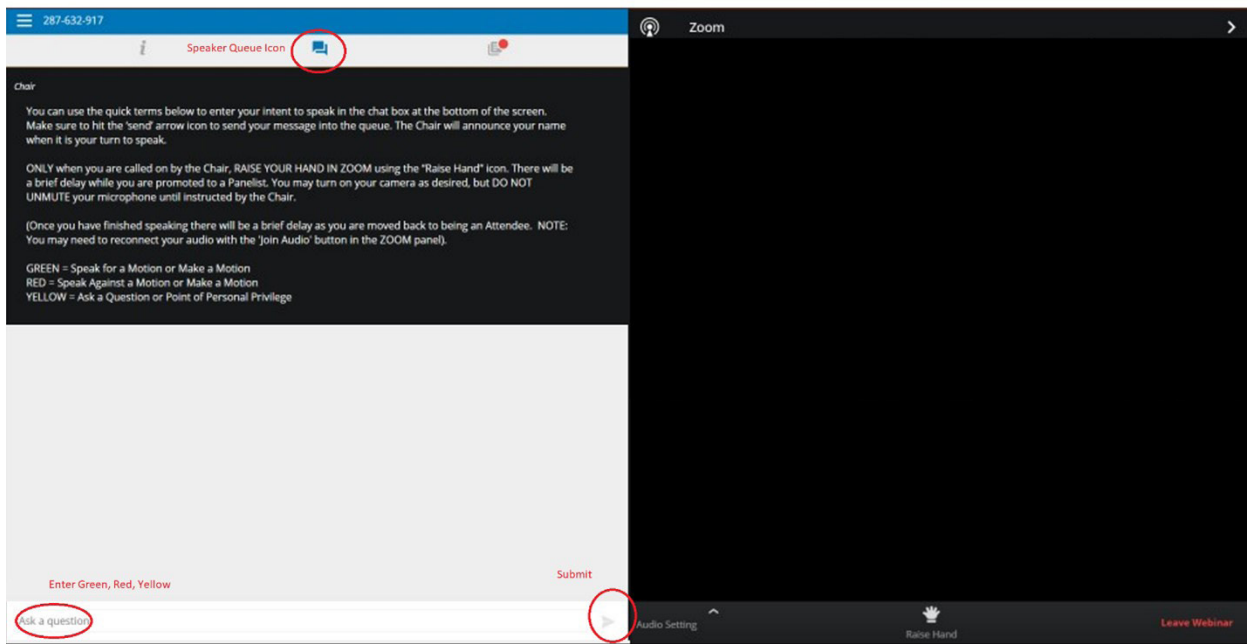 287-632-917
i
Speaker Queue Icon
Chair
You can use the quick terms below to enter your intent to speak in the chat box at the bottom of the screen.
Make sure to hit the 'send' arrow icon to send your message into the queue. The Chair will announce your name
when it is your turn to speak.
ONLY when you are called on by the Chair, RAISE YOUR HAND IN ZOOM using the "Raise Hand" icon. There will be
a brief delay while you are promoted to a Panelist. You may turn on your camera as desired, but DO NOT
UNMUTE your microphone until instructed by the Chair.
(Once you have finished speaking there will be a brief delay as you are moved back to being an Attendee. NOTE:
You may need to reconnect your audio with the 'Join Audio' button in the ZOOM panel).
GREEN = Speak for a Motion or Make a Motion
RED = Speak Against a Motion or Make a Motion
YELLOW = Ask a Question or Point of Personal Privilege
Submit
Enter Green, Red, Yellow
Ask a question
Zoom
Audio Setting
Raise Hand
Leave Webinar